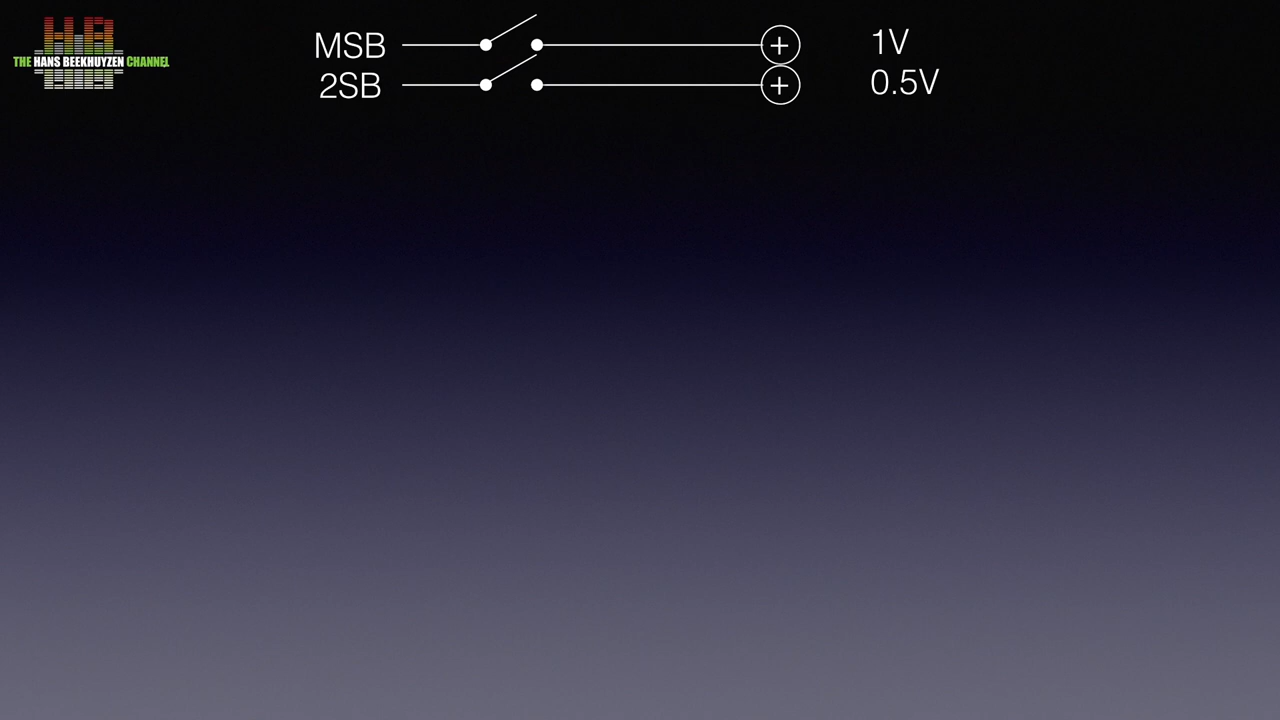 THE HANS BEEKHUYZEN CHANNEL
MSB + 1V
2SB + 0.5V